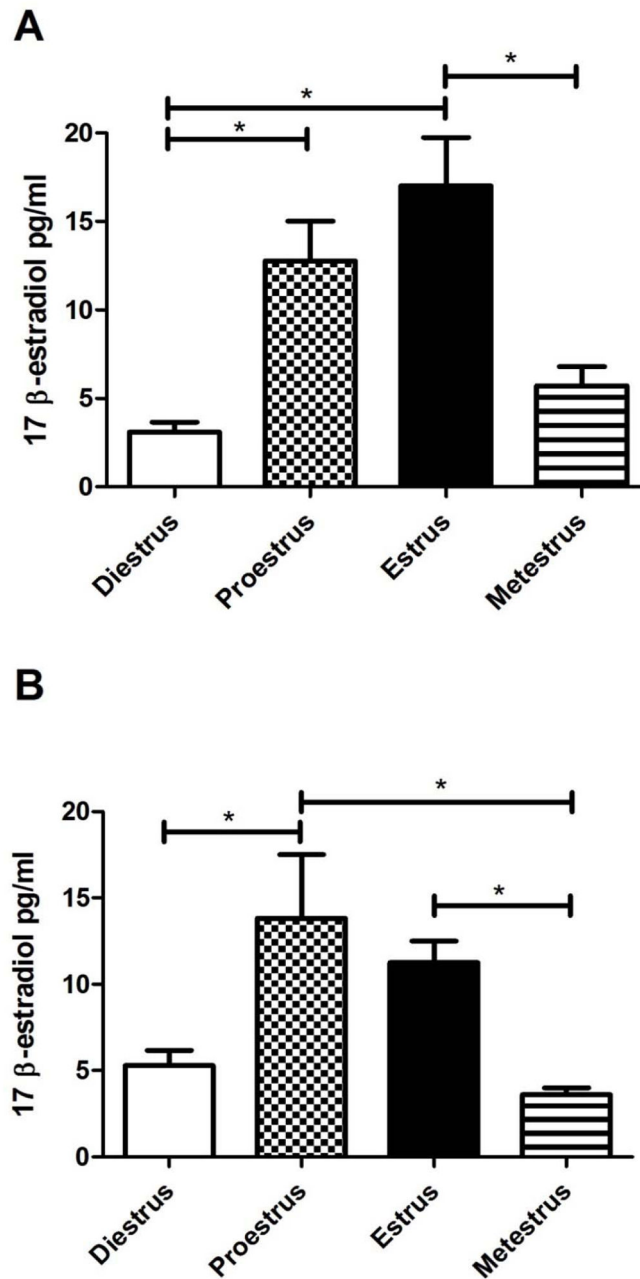 A
*
*
*
20
15
10
5
0
17 β-estradiol pg/ml
Diestrus
Proestrus
Estrus
Metestrus
B
*
*
*
20
15
10
5
0
17 β-estradiol pg/ml
Diestrus
Proestrus
Estrus
Metestrus